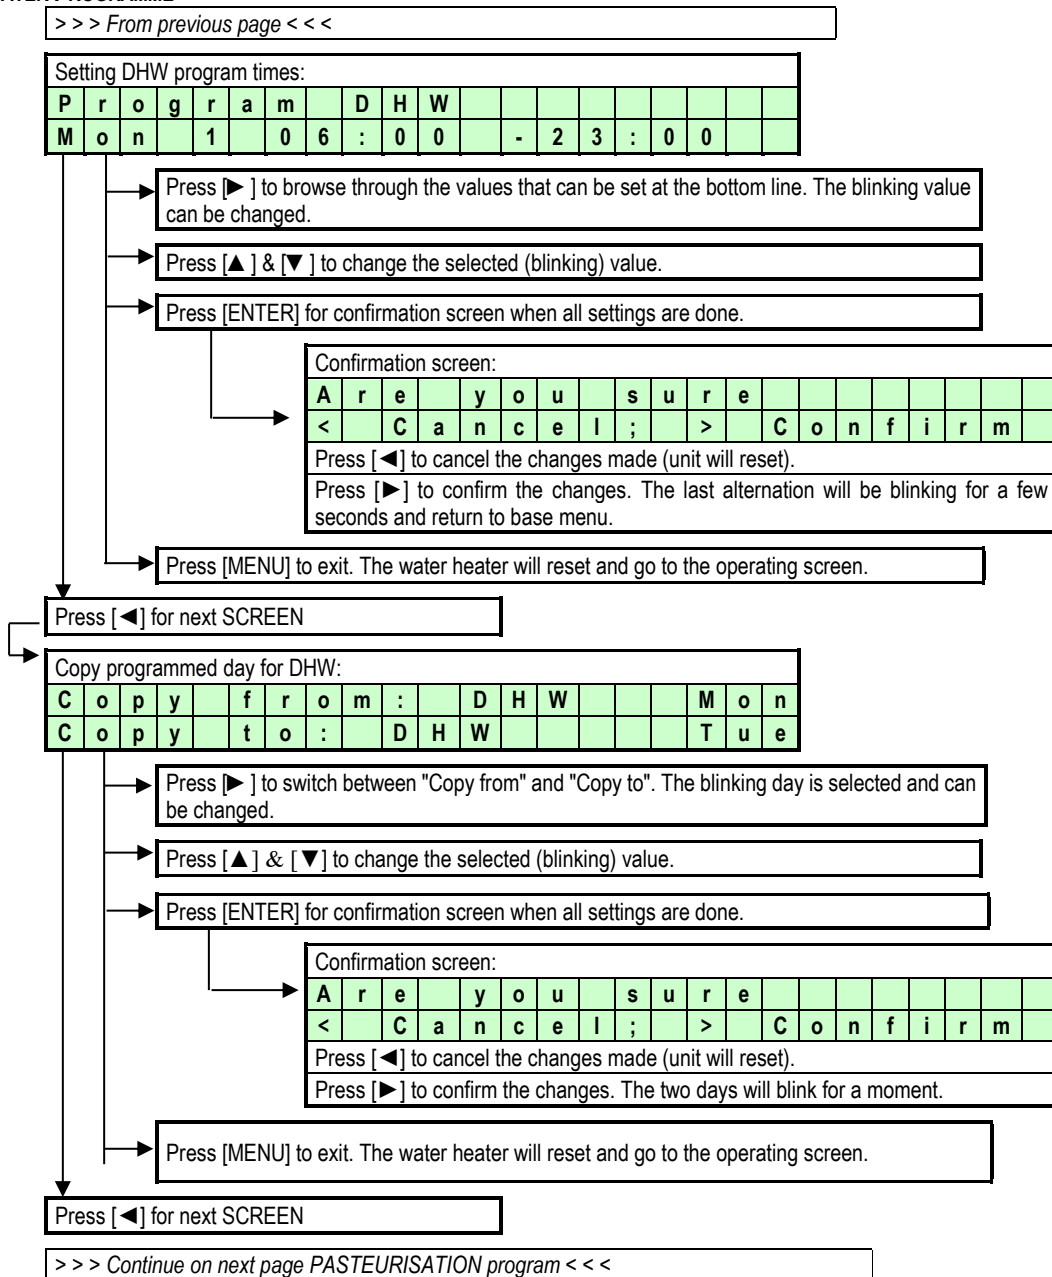 > > > From previous page < < <
Setting DHW program times:
Program DHW
Mon 1 06:00 -23:00
Press [► ] to browse through the values that can be set at the bottom line. The blinking value
can be changed.
Press [▲ ] & [▼ ] to change the selected (blinking) value.
Press [ENTER] for confirmation screen when all settings are done.
Confirmation screen:
Are you sure
< Cancel; > Confirm
Press [◄] to cancel the changes made (unit will reset).
Press [►] to confirm the changes. The last alternation will be blinking for a few
seconds and return to base menu.
Press [MENU] to exit. The water heater will reset and go to the operating screen.
Press [◄] for next SCREEN
Copy programmed day for DHW:
Copy from: DHW Mon
Copy to: DHW Tue
Press [► ] to switch between "Copy from" and "Copy to". The blinking day is selected and can
be changed.
Press [▲] & [▼] to change the selected (blinking) value.
Press [ENTER] for confirmation screen when all settings are done.
Confirmation screen:
Are you sure
< Cancel; > Confirm
Press [◄] to cancel the changes made (unit will reset).
Press [►] to confirm the changes. The two days will blink for a moment.
Press [MENU] to exit. The water heater will reset and go to the operating screen.
Press [◄] for next SCREEN
> > > Continue on next page PASTEURISATION program < < <